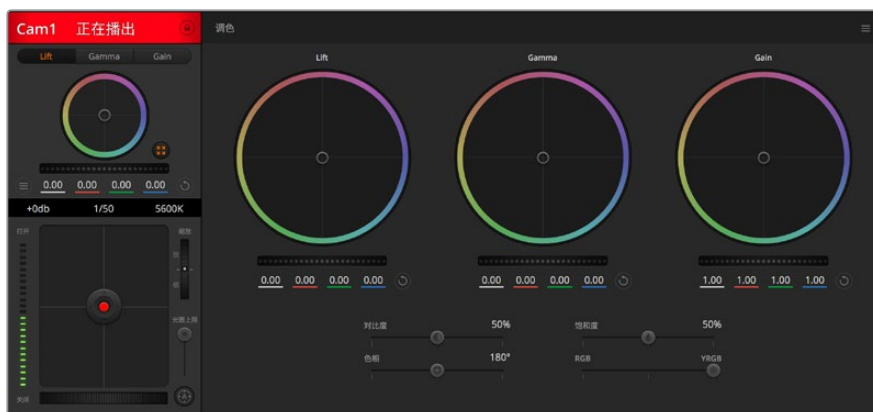 Cam1 正在播出
调色
Lift Gamma Gain
0.00 0.00 0.00 0.00
+0db 1/50 5600K
打开
缩放
光圈上限
关闭
Lift
0.00 0.00 0.00 0.00
Gamma
0.00 0.00 0.00 0.00
Gain
1.00 1.00 1.00 1.00
对比度 50%
饱和度 50%
色相 180°
RGB YRGB